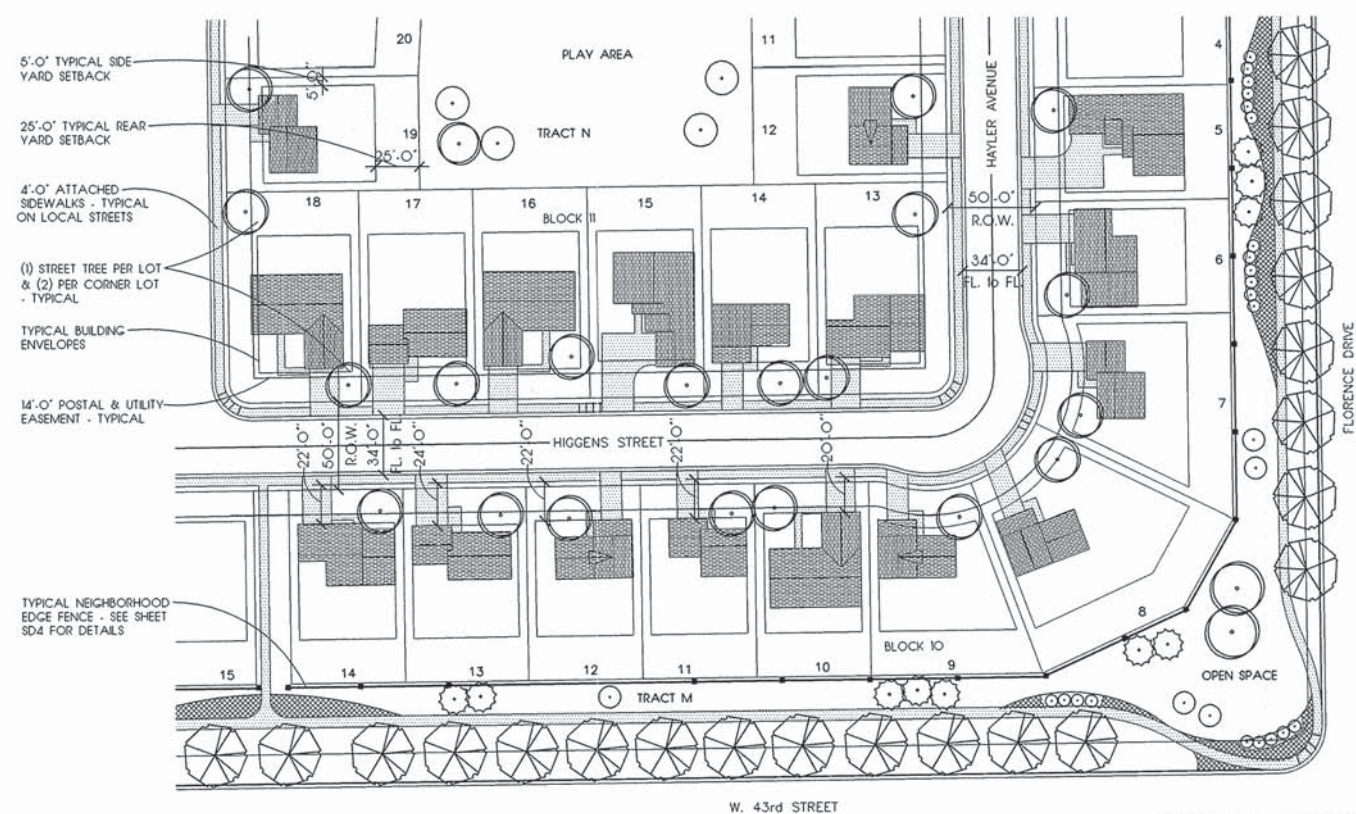 5'-0" TYPICAL SIDE
YARD SETBACK
25'-0" TYPICAL REAR
YARD SETBACK
4'-0" ATTACHED
SIDEWALKS - TYPICAL
ON LOCAL STREETS
(1) STREET TREE PER LOT
& (2) PER CORNER LOT
- TYPICAL
TYPICAL BUILDING
ENVELOPES
14'-0" POSTAL & UTILITY
EASEMENT - TYPICAL
TYPICAL NEIGHBORHOOD
EDGE FENCE - SEE SHEET
SD4 FOR DETAILS
20
5'-0"
19
25'-0"
PLAY AREA
TRACT N
11
12
18
17
16
15
14
13
BLOCK 11
HAYLER AVENUE
50'-0"
R.O.W.
34'-0"
FL. to FL.
4
5
6
7
FLORENCE DRIVE
HIGGENS STREET
22'-0"
50'-0"
R.O.W.
34'-0"
FL. to FL.
24'-0"
22'-0"
22'-0"
20'-0"
15
14
13
12
11
10
9
8
BLOCK 10
TRACT M
OPEN SPACE
W. 43rd STREET